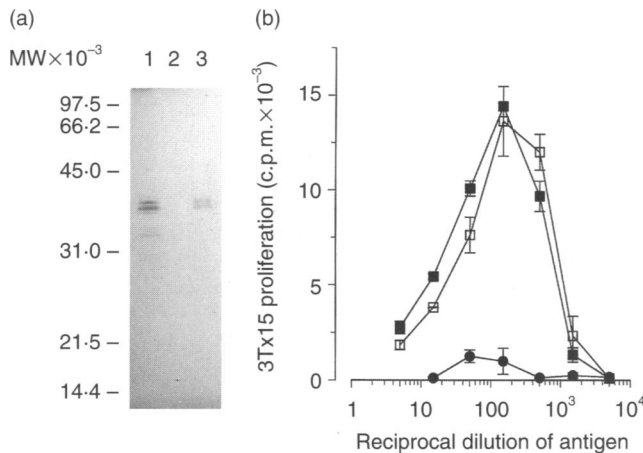 (a)
MW×10⁻³ 1 2 3
97·5
66·2
45·0
31·0
21·5
14·4
(b)
3Tx15 proliferation (c.p.m.×10⁻³)
15
10
5
0
1 10 100 10³ 10⁴
Reciprocal dilution of antigen